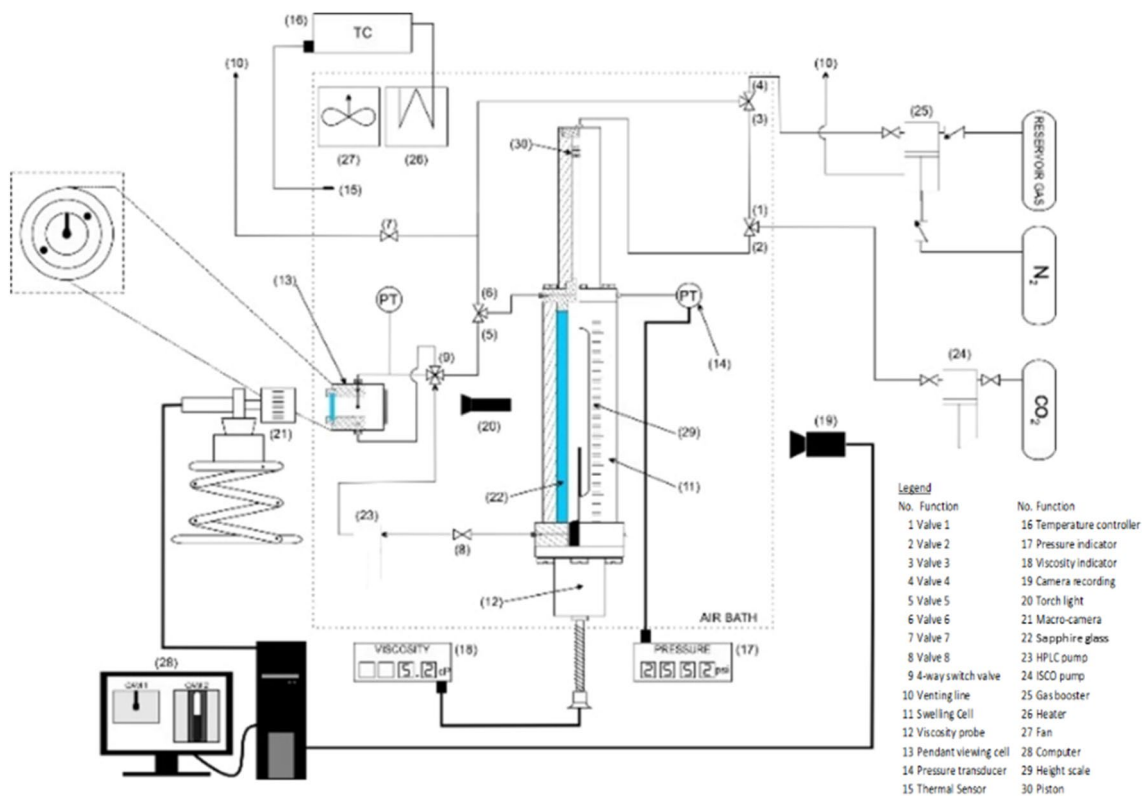 (16)
TC
(10)
(4)
(10)
(25)
RESERVOIR GAS
(3)
(30)
(27)
(26)
(15)
(1)
(7)
(2)
N2
(13)
(6)
PT
PT
(5)
(14)
(24)
(9)
CO2
(21)
(20)
(29)
(19)
(22)
(11)
(23)
(8)
(12)
AIR BATH
VISCOSITY
(18)
5.2 cP
PRESSURE
(17)
2552 psi
(28)
CAM 1
CAM 2
Legend
No. Function
No. Function
1 Valve 1
16 Temperature controller
2 Valve 2
17 Pressure indicator
3 Valve 3
18 Viscosity indicator
4 Valve 4
19 Camera recording
5 Valve 5
20 Torch light
6 Valve 6
21 Macro-camera
7 Valve 7
22 Sapphire glass
8 Valve 8
23 HPLC pump
9 4-way switch valve
24 ISCO pump
10 Venting line
25 Gas booster
11 Swelling Cell
26 Heater
12 Viscosity probe
27 Fan
13 Pendant viewing cell
28 Computer
14 Pressure transducer
29 Height scale
15 Thermal Sensor
30 Piston